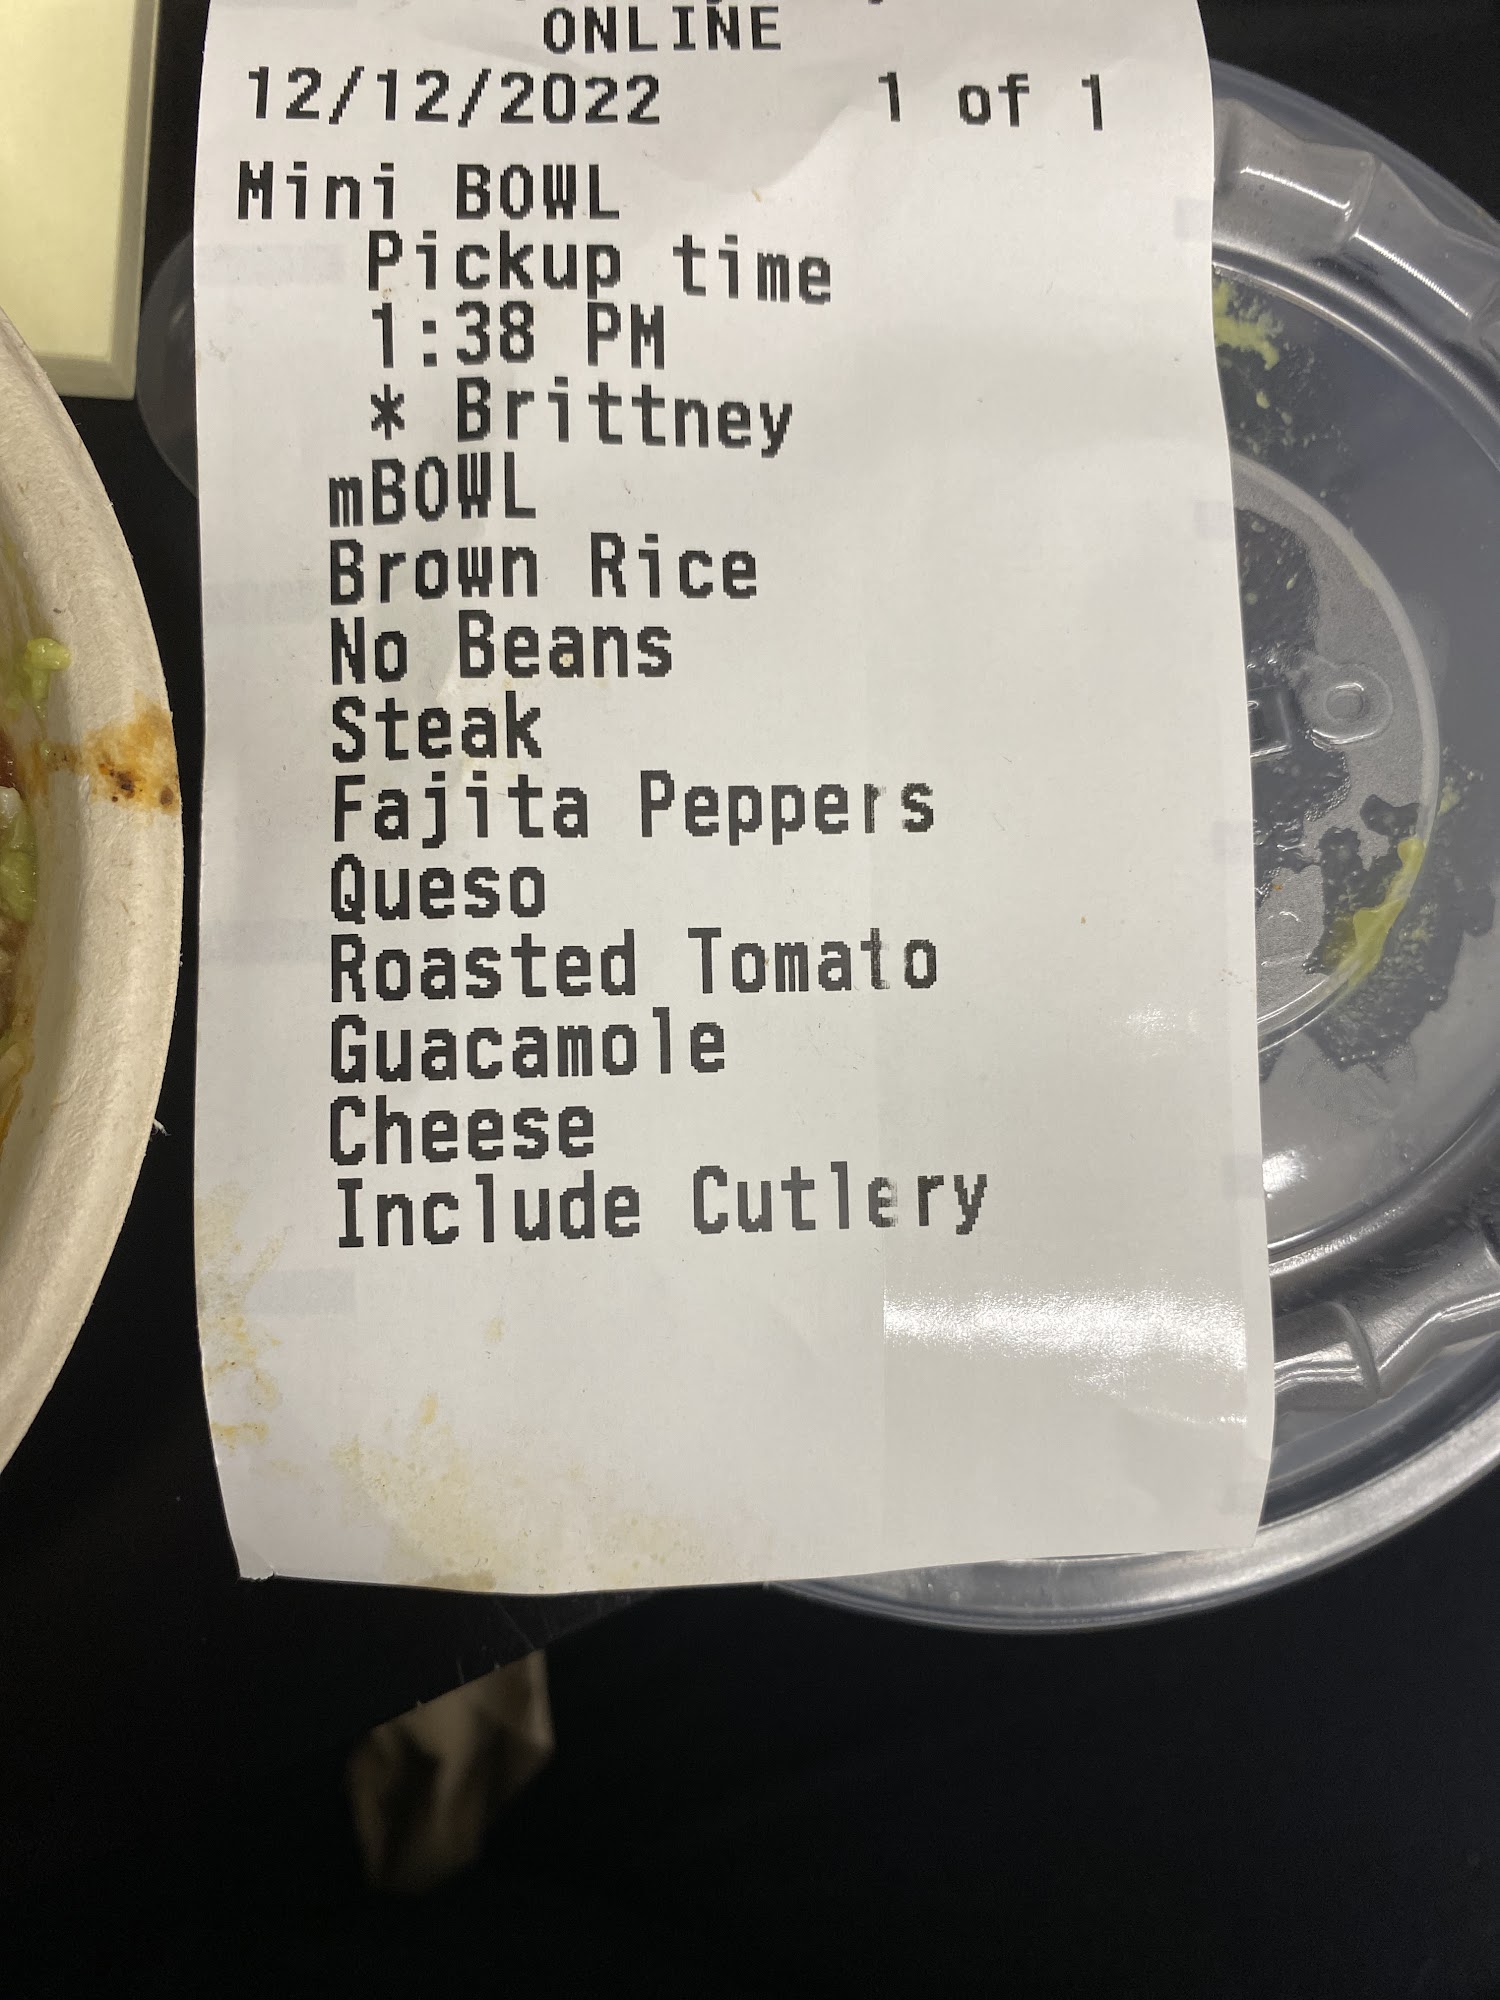 ONLINE
12/12/2022 1 of 1
Mini BOWL
Pickup time
1:38 PM
* Brittney
mBOWL
Brown Rice
No Beans
Steak
Fajita Peppers
Queso
Roasted Tomato
Guacamole
Cheese
Include Cutlery